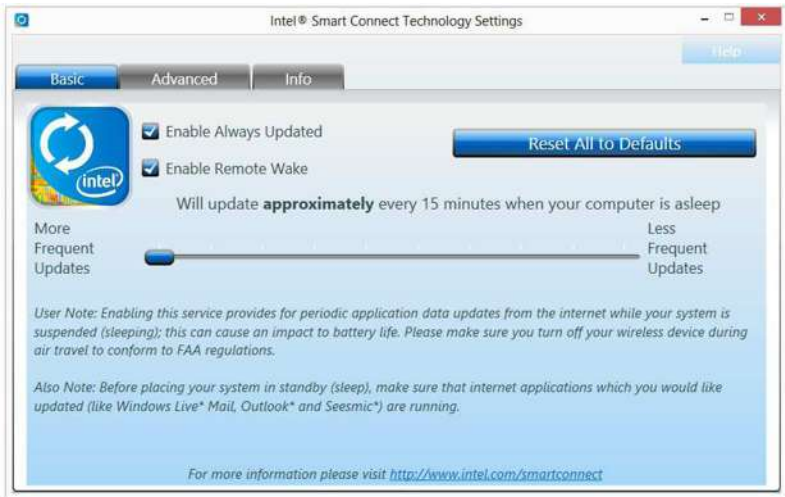 Intel® Smart Connect Technology Settings
Help
Basic Advanced Info
Enable Always Updated
Reset All to Defaults
Enable Remote Wake
(intel)
Will update approximately every 15 minutes when your computer is asleep
More
Frequent
Updates
Less
Frequent
Updates
User Note: Enabling this service provides for periodic application data updates from the internet while your system is
suspended (sleeping); this can cause an impact to battery life. Please make sure you turn off your wireless device during
air travel to conform to FAA regulations.
Also Note: Before placing your system in standby (sleep), make sure that internet applications which you would like
updated (like Windows Live* Mail, Outlook* and Seesmic*) are running.
For more information please visit http://www.intel.com/smartconnect